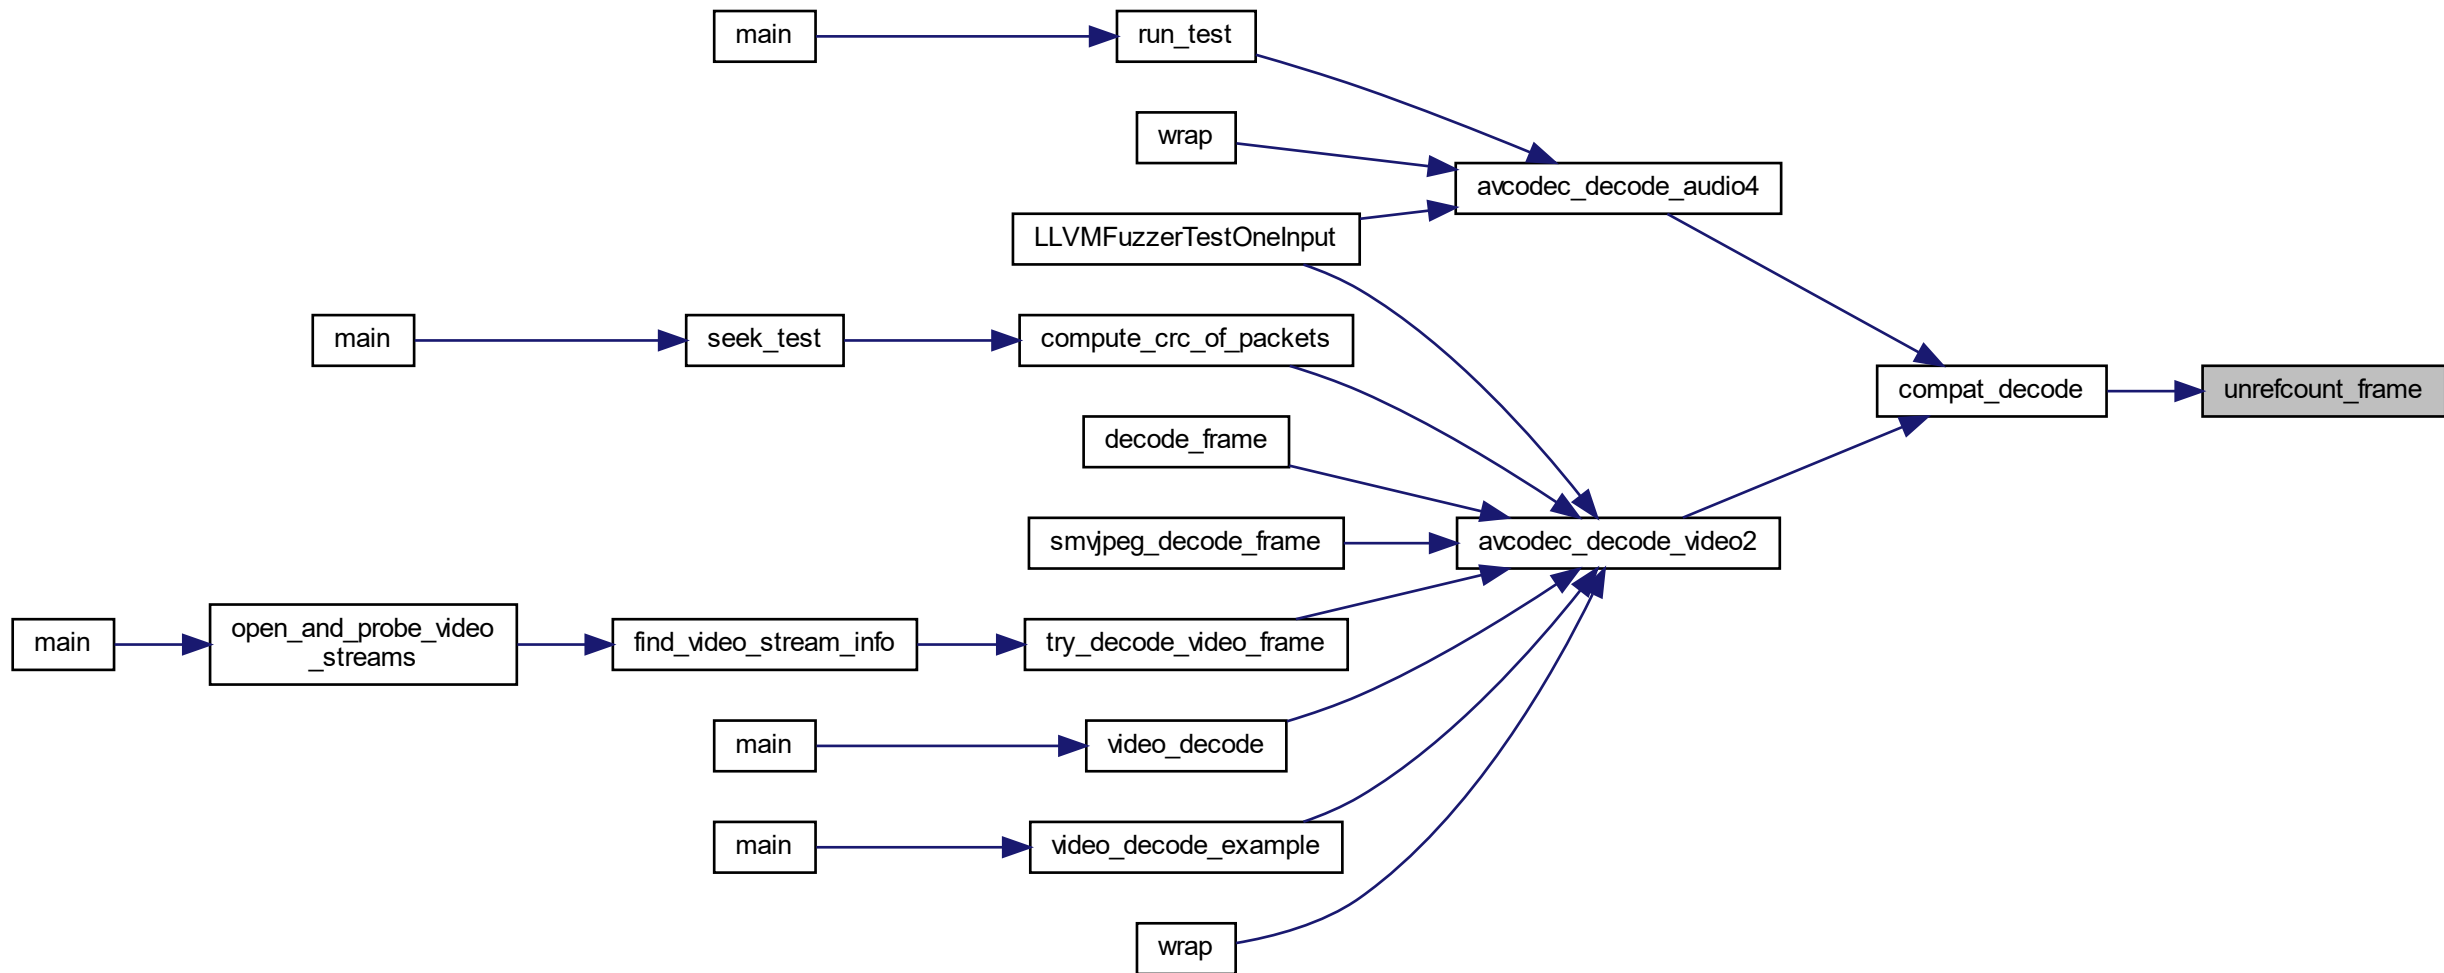 main
run_test
wrap
avcodec_decode_audio4
LLVMFuzzerTestOneInput
main
seek_test
compute_crc_of_packets
compat_decode
unrefcount_frame
decode_frame
smvjpeg_decode_frame
avcodec_decode_video2
main
open_and_probe_video
_streams
find_video_stream_info
try_decode_video_frame
main
video_decode
main
video_decode_example
wrap